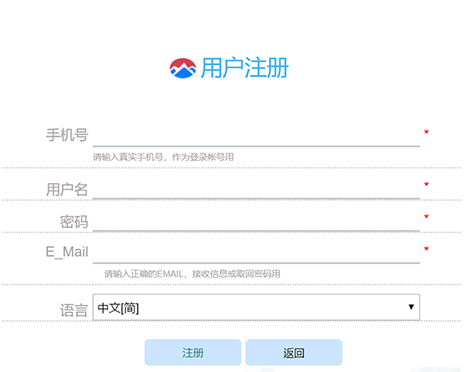 用户注册
手机号 *
请输入真实手机号，作为登录帐号用
用户名 *
密码 *
E_Mail *
请输入正确的EMAIL，接收信息或取回密码用
语言 中文[简]
注册 返回